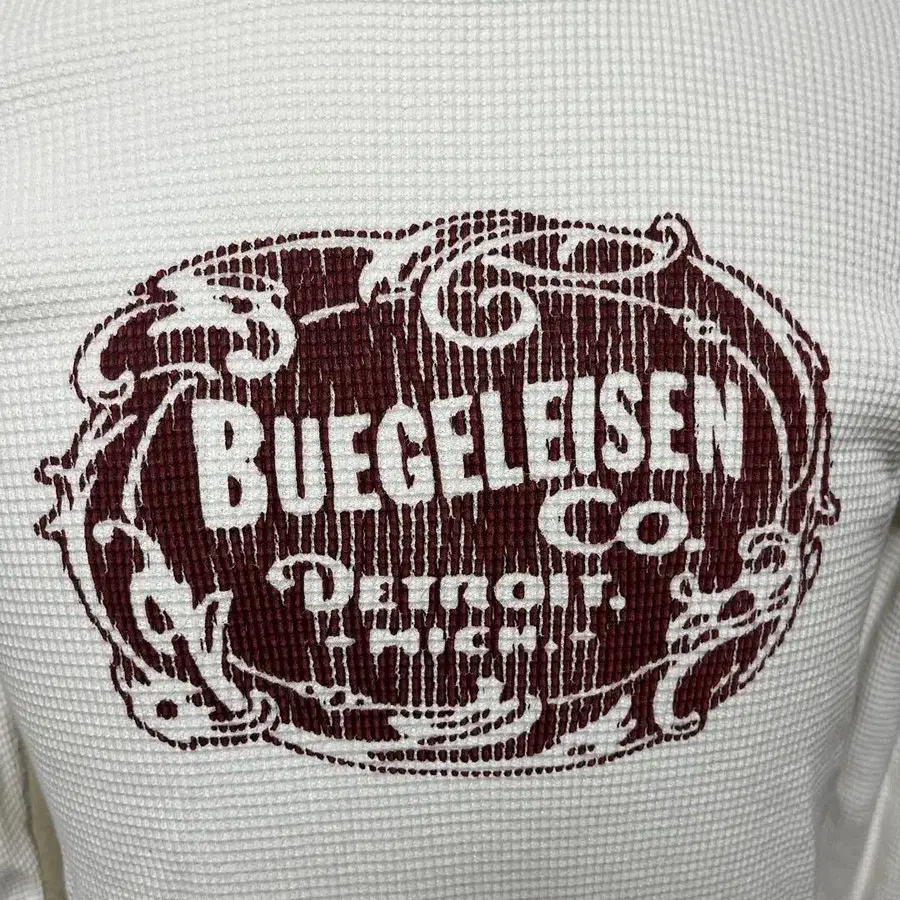 BUEGELEISEN
Co.
DETROIT.
MICH.